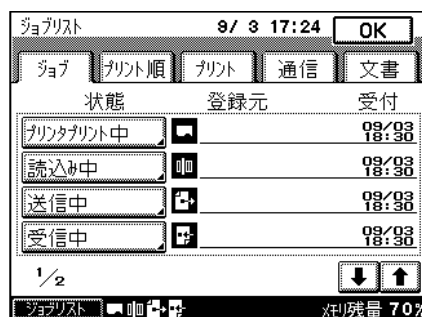 ジョブリスト 9/ 3 17:24 OK
ジョブ プリント順 プリント 通信 文書
状態 登録元 受付
プリンタプリント中 09/03 18:30
読込み中 09/03 18:30
送信中 09/03 18:30
受信中 09/03 18:30
1/2
ジョブリスト メモリ残量 70%